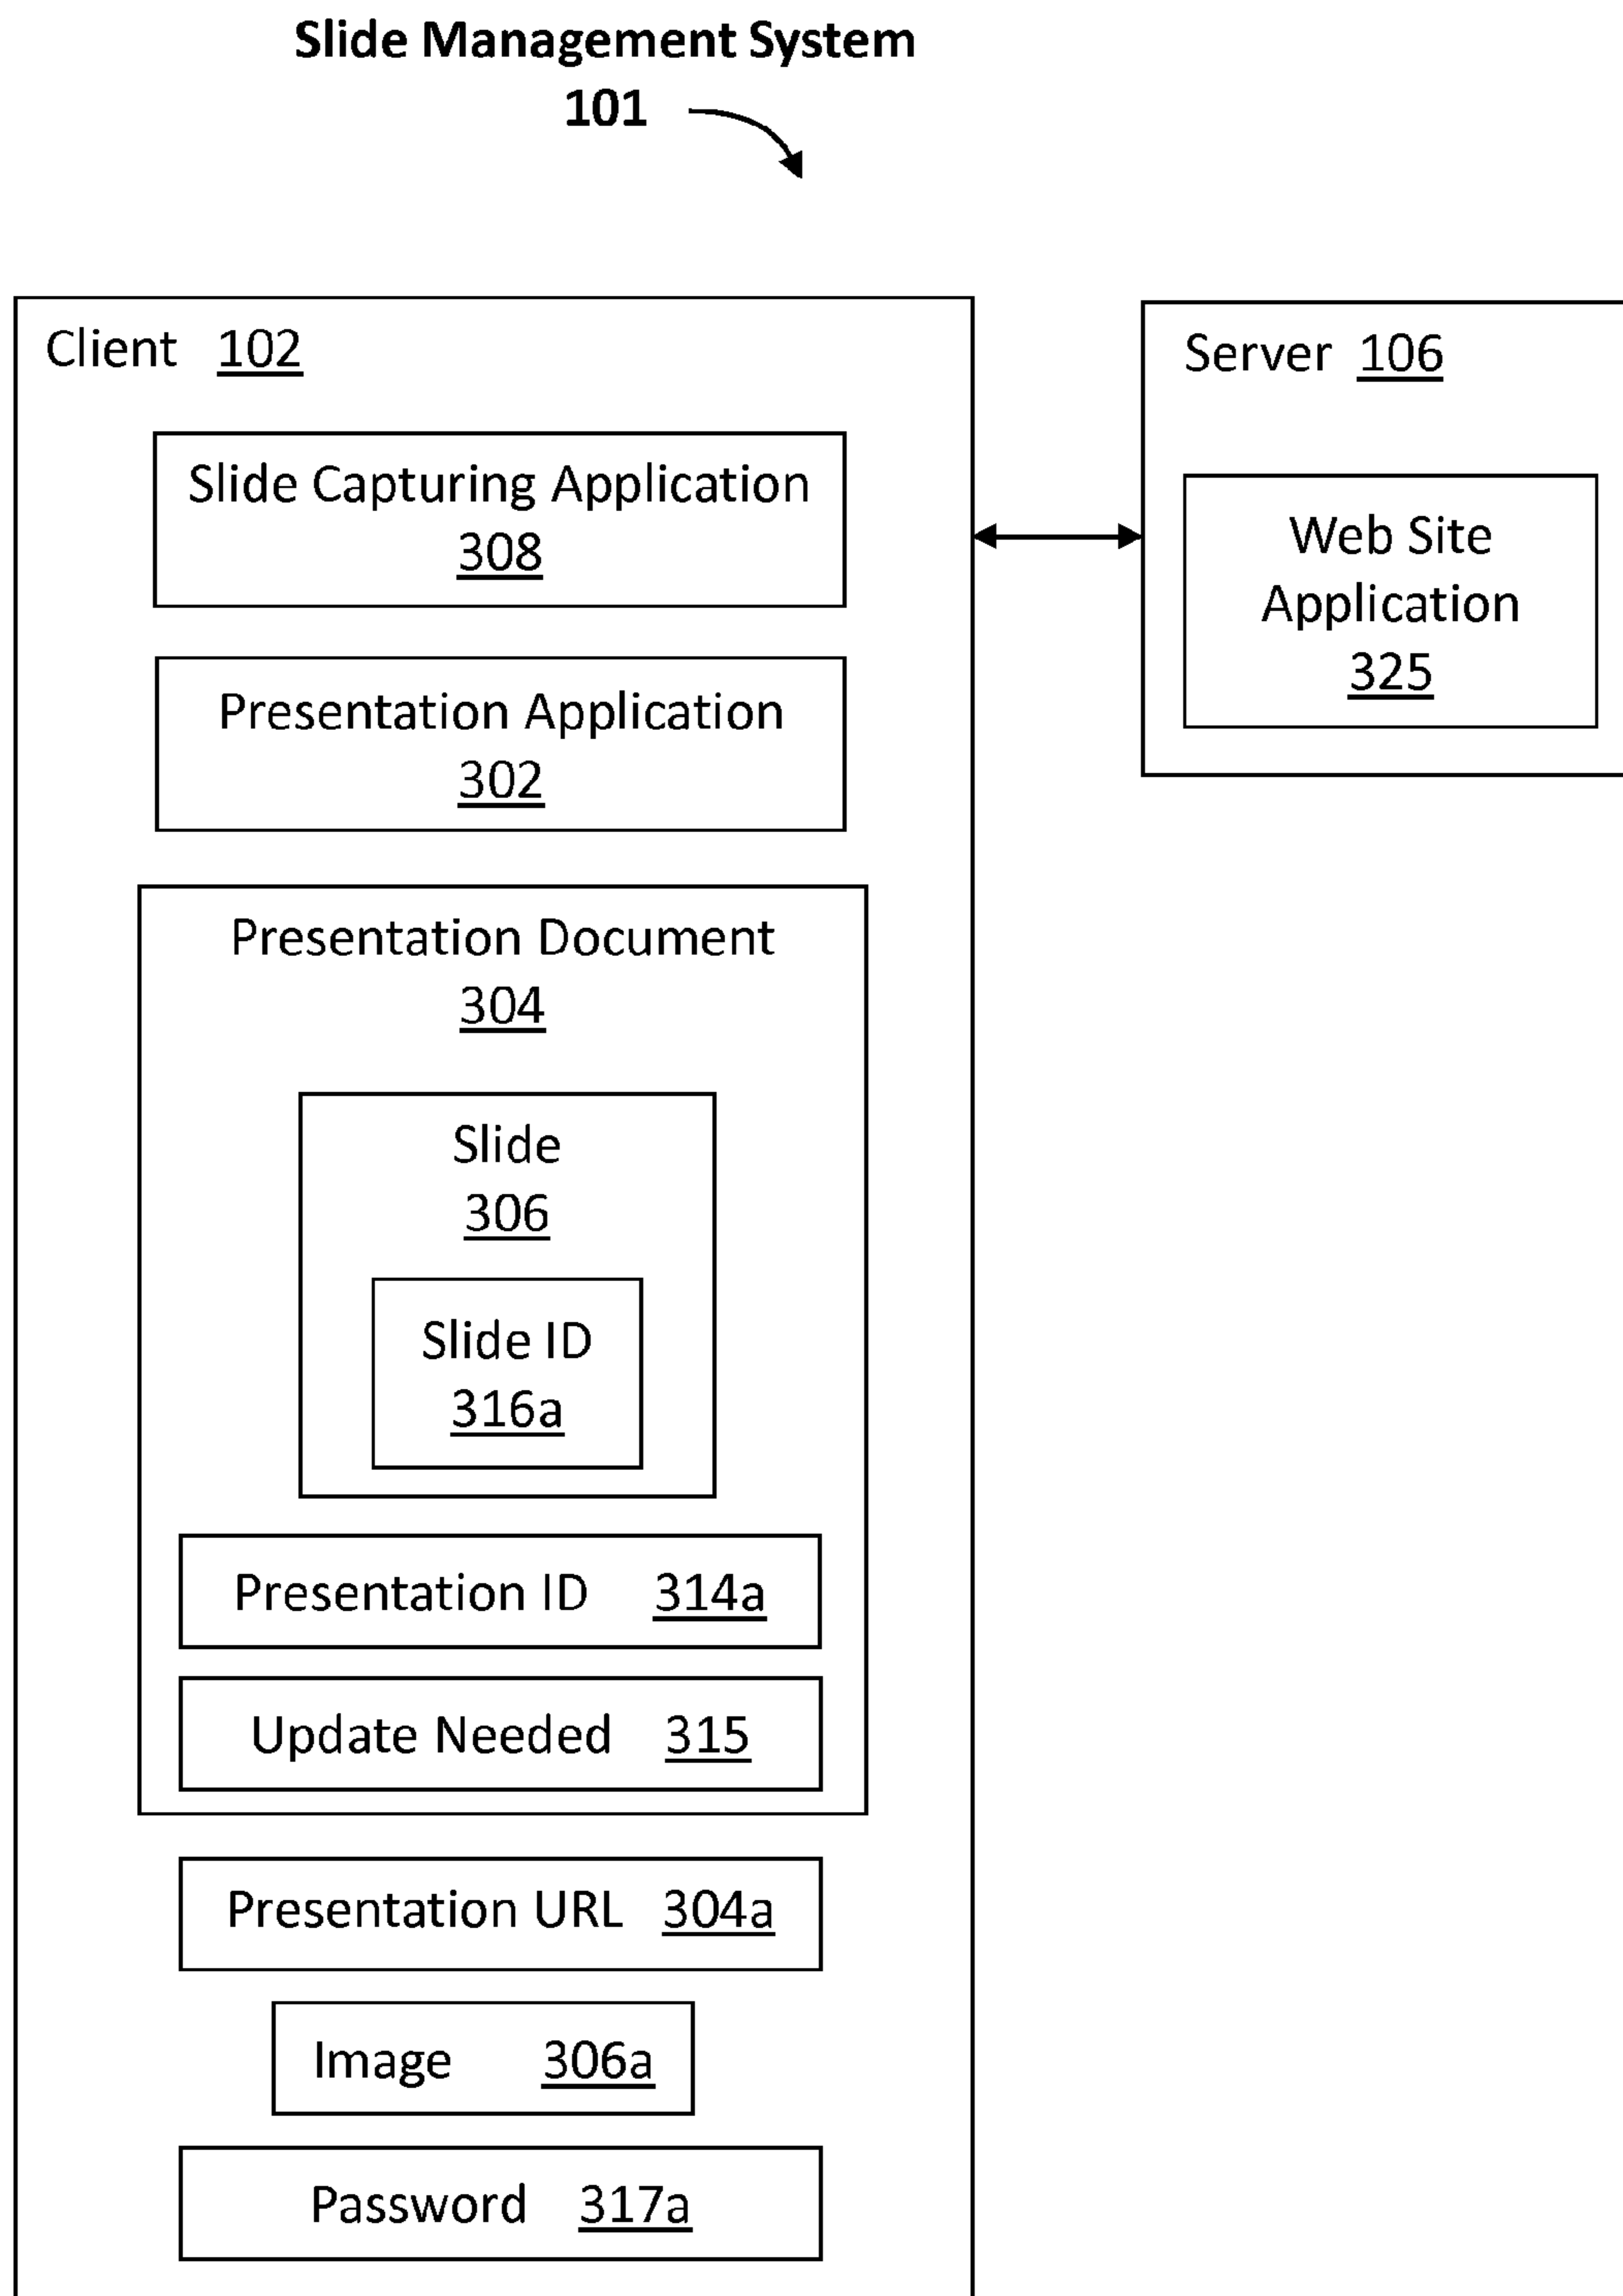 Slide Management System
101
Client 102
Slide Capturing Application
308
Presentation Application
302
Presentation Document
304
Slide
306
Slide ID
316a
Presentation ID 314a
Update Needed 315
Presentation URL 304a
Image 306a
Password 317a
Server 106
Web Site
Application
325